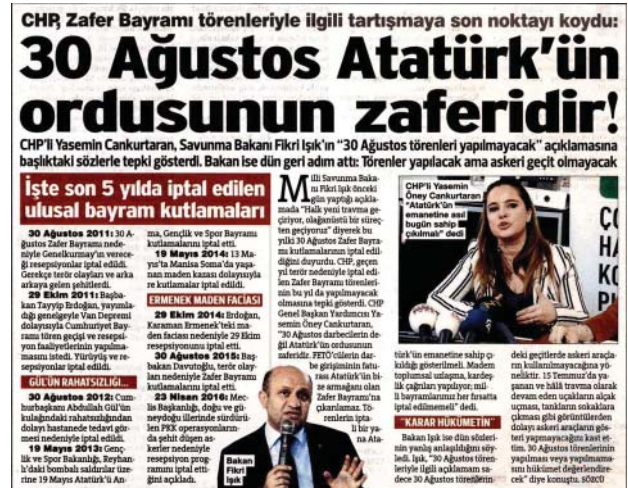 CHP, Zafer Bayramı törenleriyle ilgili tartışmaya son noktayı koydu:
30 Ağustos Atatürk'ün
ordusunun zaferidir!
CHP'li Yasemin Cankurtaran, Savunma Bakanı Fikri Işık'ın "30 Ağustos törenleri yapılmayacak" açıklamasına
başlıktaki sözlerle tepki gösterdi. Bakan ise dün geri adım attı: Törenler yapılacak ama askeri geçit olmayacak
İşte son 5 yılda iptal edilen
ulusal bayram kutlamaları
30 Ağustos 2011: 30 A-
ğustos Zafer Bayramı nede-
niyle Genelkurmay'ın verece-
ği resepsiyonlar iptal edildi.
Gerekçe terör olayları ve arka
arkaya gelen şehitlerdi.
29 Ekim 2011: Başba-
kan Tayyip Erdoğan, yayımla-
dığı genelgeyle Van Depremi
dolayısıyla Cumhuriyet Bay-
ramı tören geçişi ve resepsi-
yon faaliyetlerinin yapılma-
masını istedi. Yürüyüş ve re-
sepsiyonlar iptal edildi.
GÜL'ÜN RAHATSIZLIĞI...
30 Ağustos 2012: Cum-
hurbaşkanı Abdullah Gül'ün
kulağındaki rahatsızlığından
dolayı hastanede tedavi gör-
mesi nedeniyle iptal edildi.
19 Mayıs 2013: Genç-
lik ve Spor Bakanlığı, Reyhan-
lı'daki bombalı saldırılar üze-
rine 19 Mayıs Atatürk'ü An-
ma, Gençlik ve Spor Bayramı
kutlamalarını iptal etti.
19 Mayıs 2014: 13 Ma-
yıs'ta Manisa Soma'da yaşa-
nan maden kazası dolayısıyla
re kutlamalar iptal edildi.
ERMENEK MADEN FACİASI
29 Ekim 2014: Erdoğan,
Karaman Ermenek'teki ma-
den faciası nedeniyle 29 Ekim
resepsiyonunu iptal etti.
30 Ağustos 2015: Baş-
bakan Davutoğlu, terör olay-
ları nedeniyle Zafer Bayramı
kutlamalarını iptal etti.
23 Nisan 2016: Mec-
lis Başkanlığı, doğu ve gü-
neydoğu illerinde sürdürü-
len PKK operasyonların-
da şehit düşen as-
kerler nedeniyle
resepsiyon prog-
ramını iptal etti-
ğini açıkladı.
Milli Savunma Baka-
nı Fikri Işık önceki
gün yaptığı açıkla-
mada "Halk yeni travma ge-
çiriyor, olağanüstü bir süreç-
ten geçiyoruz" diyerek bu
yılki 30 Ağustos Zafer Bayra-
mı kutlamalarının iptal edil-
diğini duyurdu. CHP, geçen
yıl terör nedeniyle iptal edi-
len Zafer Bayramı törenleri-
nin bu yıl da yapılmayacak
olmasına tepki gösterdi. CHP
Genel Başkan Yardımcısı Ya-
semin Öney Cankurtaran,
"30 Ağustos darbecilerin de-
ğil Atatürk'ün ordusunun
zaferidir. FETÖ'cülerin dar-
be girişiminin fatu-
rası Atatürk'ün bi-
ze armağanı olan
Zafer Bayramı'na
çıkarılamaz. Tö-
renlerin ipta-
li bir ya-
na Ata-
Bakan
Fikri
Işık
CHP'li Yasemin
Öney Cankurtaran
"Atatürk'ün
emanetine asıl
bugün sahip
çıkılmalı" dedi
türk'ün emanetine sahip çı-
kıldığı gösterilmeli. Madem
toplumsal uzlaşma, kardeş-
lik çağrıları yapılıyor; mil-
li bayramlarımız her fırsatta
iptal edilmemeli" dedi.
"KARAR HÜKÜMETİN"
Bakan Işık ise dün sözleri-
nin yanlış anlaşıldığını söy-
ledi. Işık, "30 Ağustos tören-
leriyle ilgili açıklamam sa-
dece 30 Ağustos törenlerin
deki geçitlerde askeri araçla-
rın kullanılmayacağına yö-
neliktir. 15 Temmuz'da ya-
şanan ve hâlâ travma olarak
devam eden uçakların alçak
uçması, tankların sokaklara
çıkması gibi görüntülerden
dolayı askeri araçların gös-
teri yapmayacağını kast et-
tim. 30 Ağustos törenlerinin
yapılması veya yapılmama-
sını hükümet değerlendire-
cek" diye konuştu. SÖZCÜ